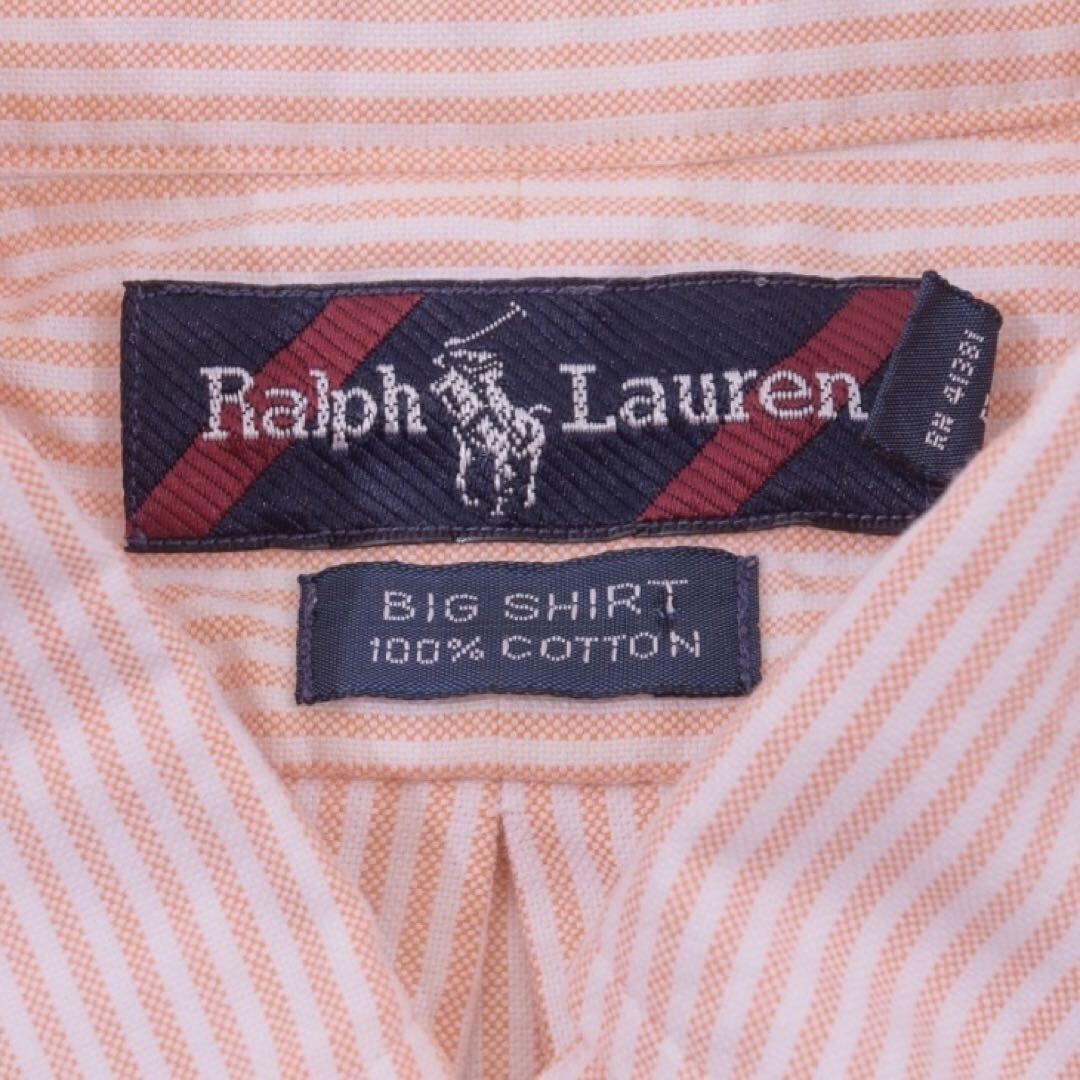 Ralph Lauren
RN 41381
BIG SHIRT
100% COTTON